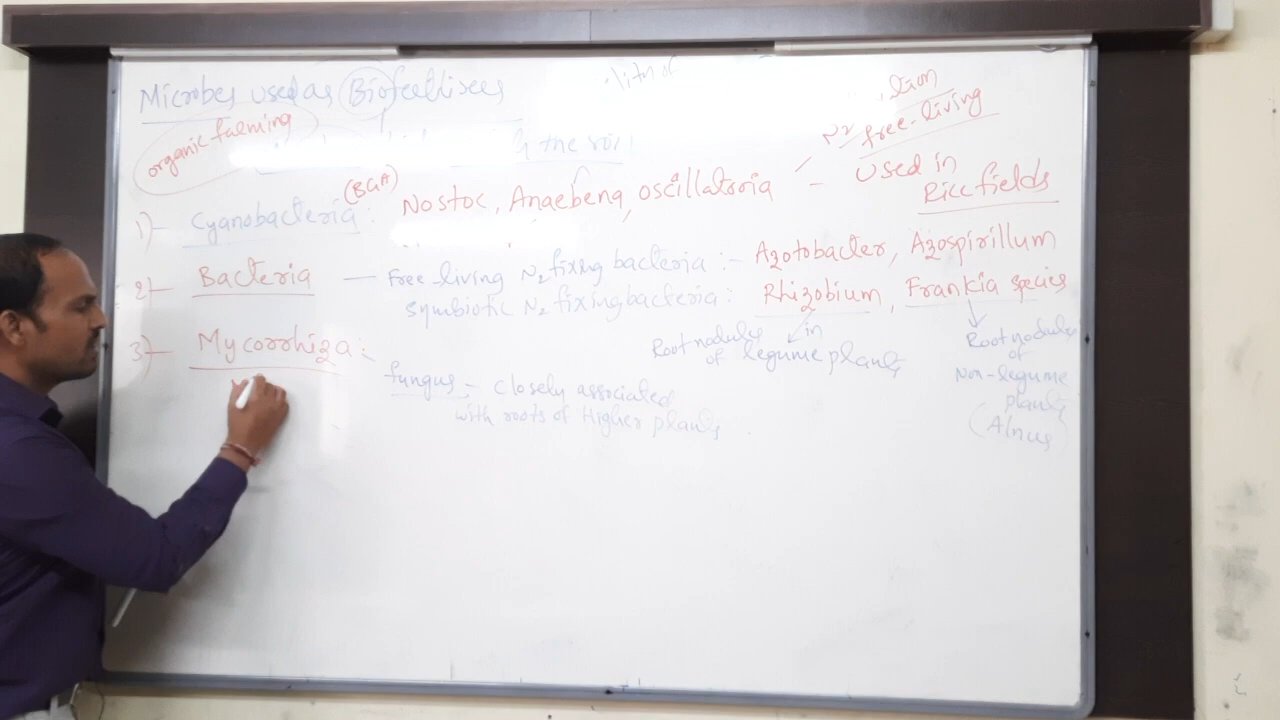 Microbes used as Biofertilisers
organic farming
the soil
free-living
1) Cyanobacteria: (BGA) Nostoc, Anaebena, oscillatoria - used in
Rice fields
2) Bacteria — Free living N2 fixing bacteria :- Azotobacter, Azospirillum
symbiotic N2 fixing bacteria : Rhizobium, Frankia species
Root nodules in
of legume plants
Root nodules
of
Non-legume
plants
(Alnus)
3) Mycorrhiza :-
fungus - closely associated
with roots of Higher plants